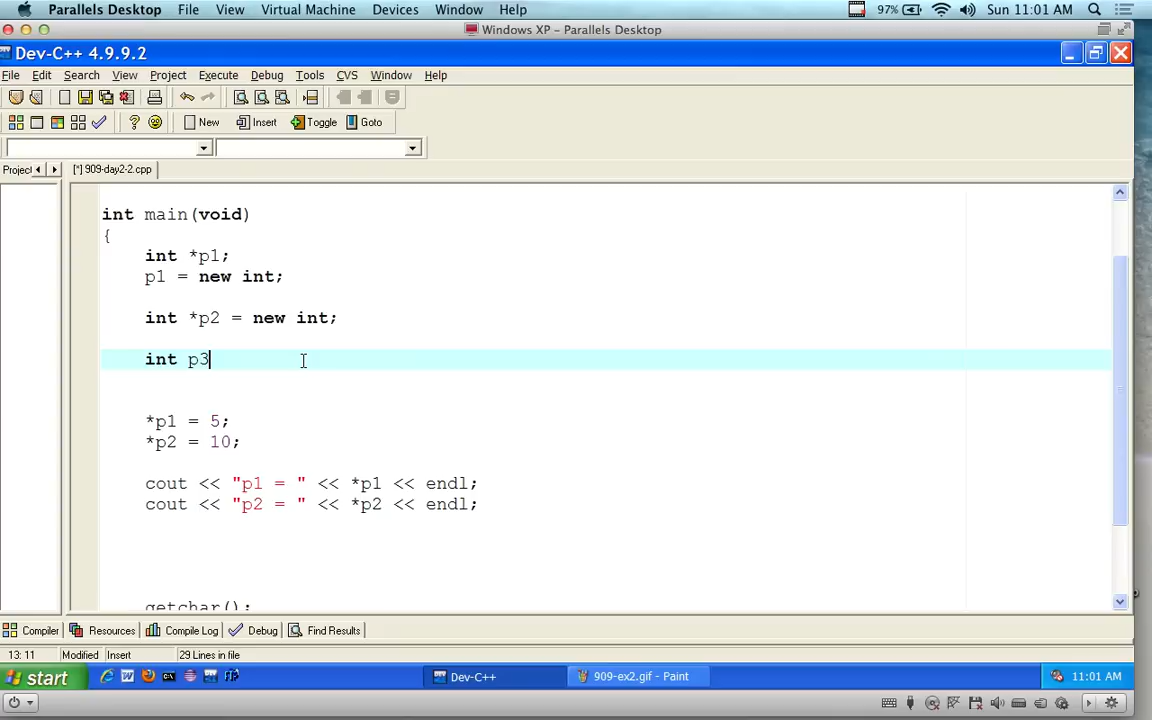 Parallels Desktop File View Virtual Machine Devices Window Help 97% Sun 11:01 AM
Windows XP - Parallels Desktop
Dev-C++ 4.9.9.2
File Edit Search View Project Execute Debug Tools CVS Window Help
New Insert Toggle Goto
Project [*] 909-day2-2.cpp
int main(void)
{
int *p1;
p1 = new int;
int *p2 = new int;
int p3
*p1 = 5;
*p2 = 10;
cout << "p1 = " << *p1 << endl;
cout << "p2 = " << *p2 << endl;
getchar();
Compiler Resources Compile Log Debug Find Results
13: 11 Modified Insert 29 Lines in file
start Dev-C++ 909-ex2.gif - Paint 11:01 AM